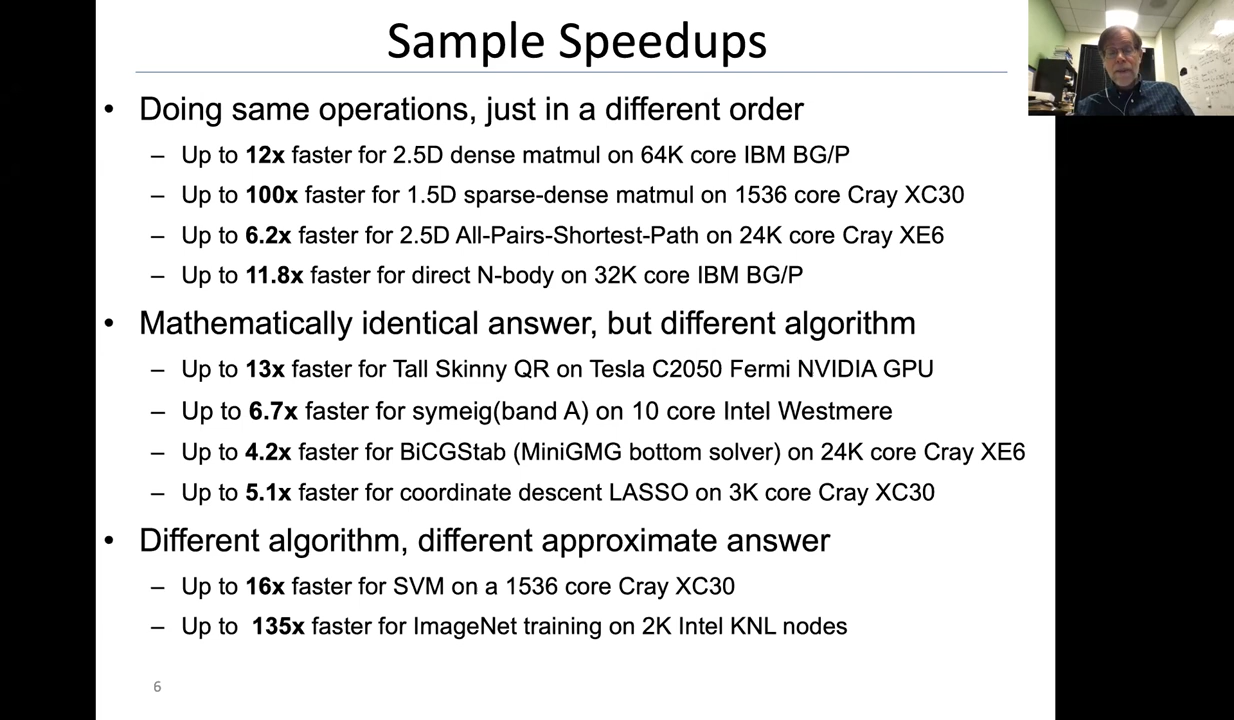 Sample Speedups
• Doing same operations, just in a different order
– Up to 12x faster for 2.5D dense matmul on 64K core IBM BG/P
– Up to 100x faster for 1.5D sparse-dense matmul on 1536 core Cray XC30
– Up to 6.2x faster for 2.5D All-Pairs-Shortest-Path on 24K core Cray XE6
– Up to 11.8x faster for direct N-body on 32K core IBM BG/P
• Mathematically identical answer, but different algorithm
– Up to 13x faster for Tall Skinny QR on Tesla C2050 Fermi NVIDIA GPU
– Up to 6.7x faster for symeig(band A) on 10 core Intel Westmere
– Up to 4.2x faster for BiCGStab (MiniGMG bottom solver) on 24K core Cray XE6
– Up to 5.1x faster for coordinate descent LASSO on 3K core Cray XC30
• Different algorithm, different approximate answer
– Up to 16x faster for SVM on a 1536 core Cray XC30
– Up to 135x faster for ImageNet training on 2K Intel KNL nodes
6